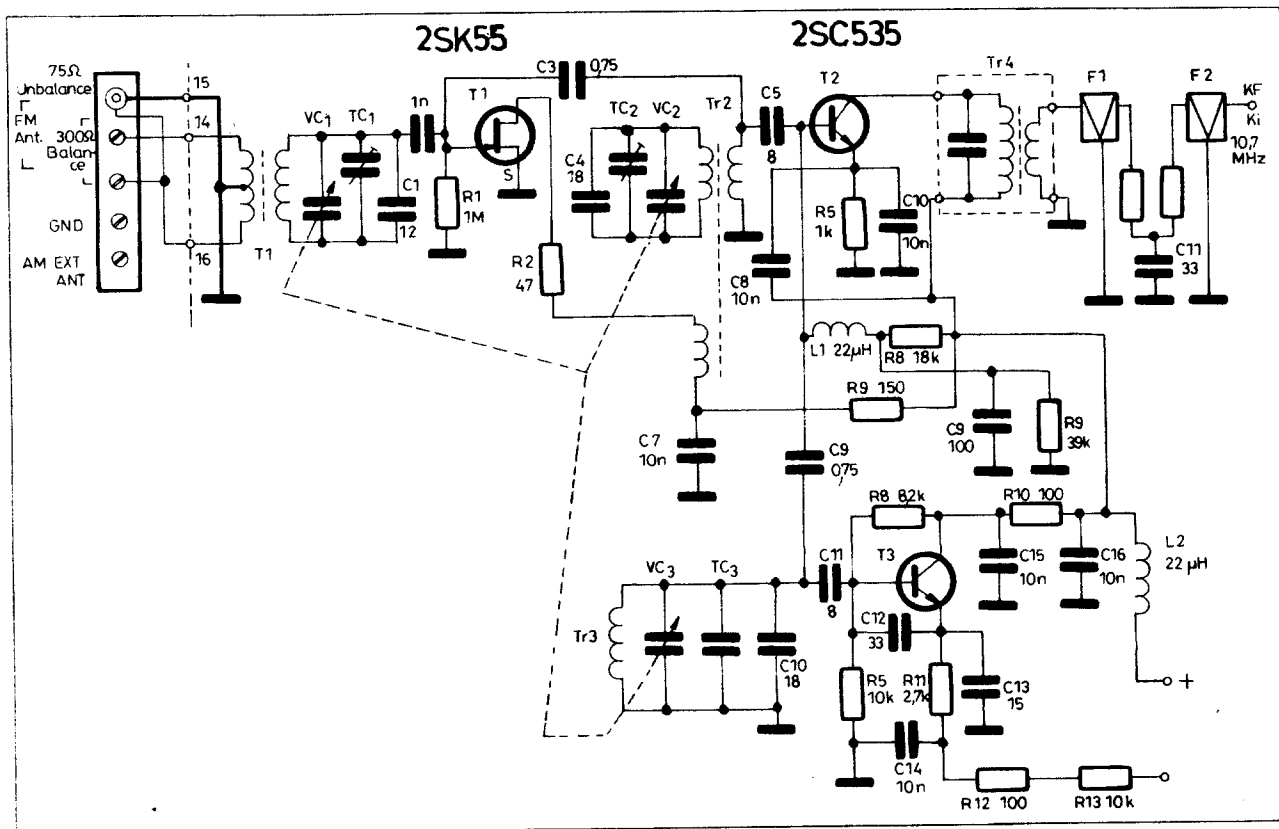 2SK55
2SC535
75Ω
Unbalance
FM
Ant.
300Ω
Balan-
ce
GND
AM EXT
ANT
15
14
16
T1
VC1
TC1
C1
12
1n
R1
1M
T1
S
C3
0,75
R2
47
C4
18
TC2
VC2
Tr2
C5
8
T2
R5
1k
C10
10n
C8
10n
Tr4
F1
F2
KF
Ki
10,7
MHz
C11
33
L1 22µH
R8 18k
R9 150
C7
10n
C9
100
R9
39k
C9
0,75
R8 82k
R10 100
T3
C15
10n
C16
10n
L2
22 µH
+
VC3
TC3
Tr3
C10
18
C11
8
C12
33
R5
10k
R11
2,7k
C13
15
C14
10n
R12 100
R13 10k